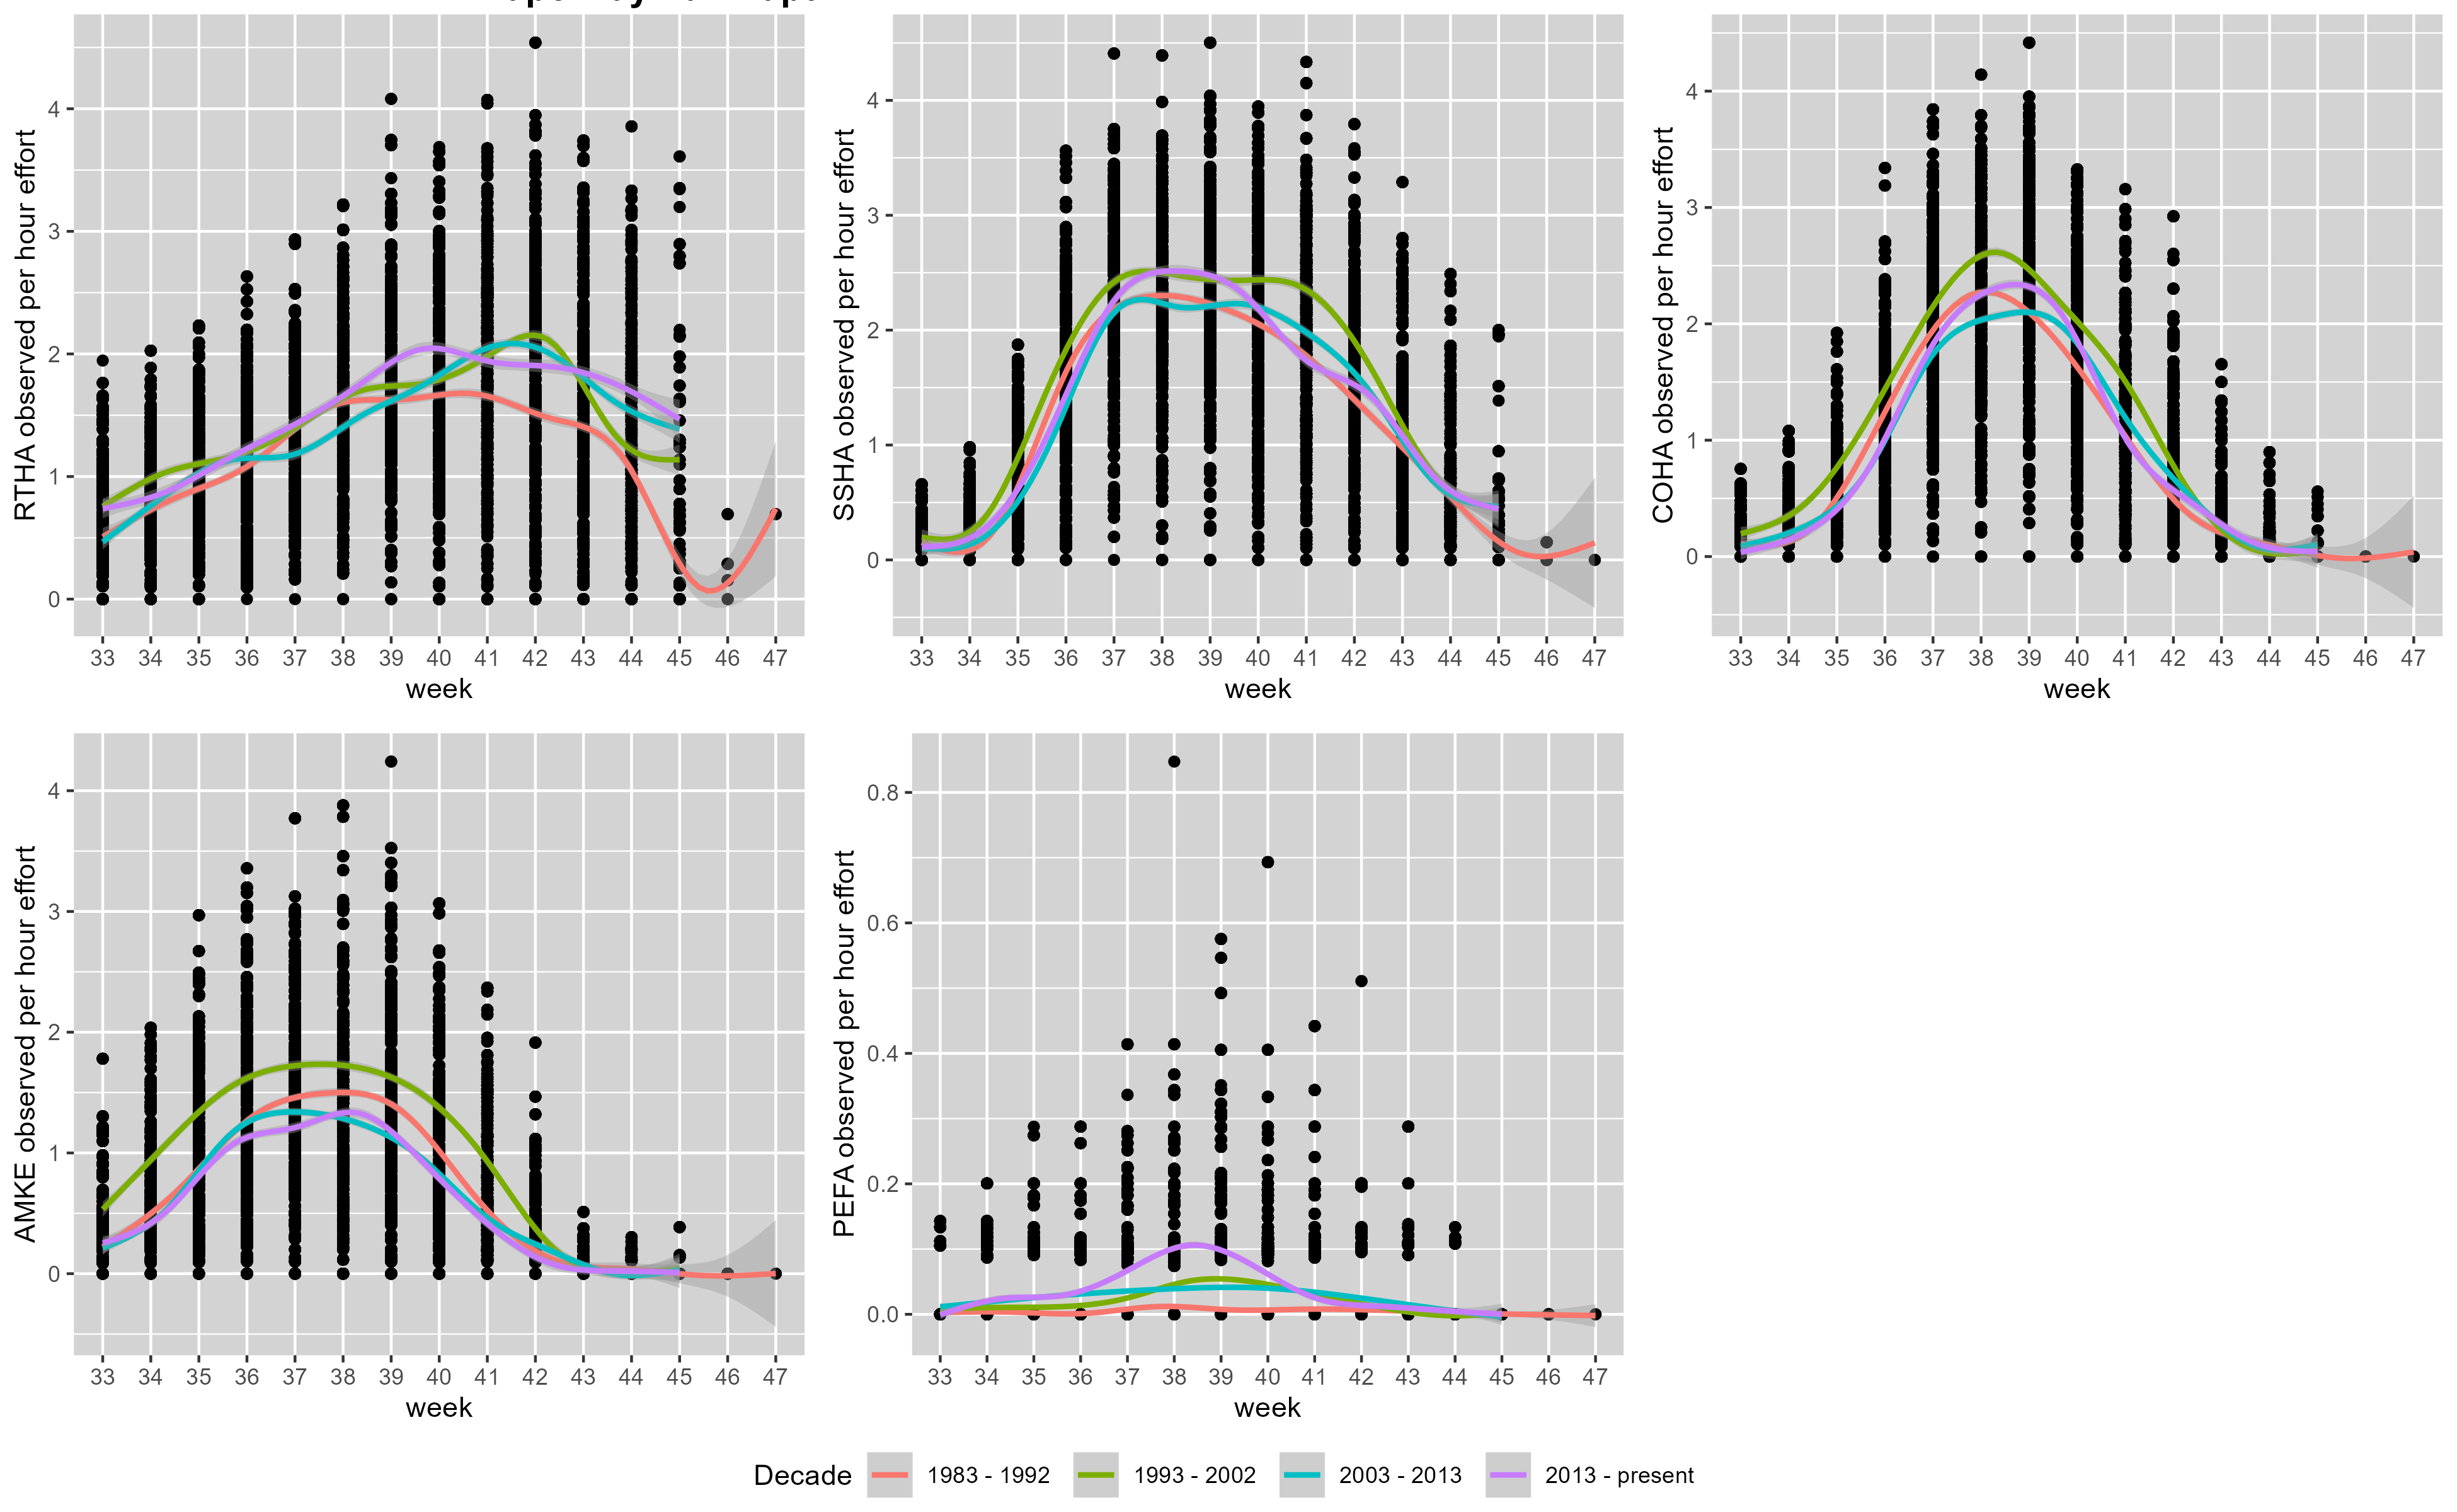 RTHA observed per hour effort
4
3
2
1
0
33 34 35 36 37 38 39 40 41 42 43 44 45 46 47
week
SSHA observed per hour effort
4
3
2
1
0
33 34 35 36 37 38 39 40 41 42 43 44 45 46 47
week
COHA observed per hour effort
4
3
2
1
0
33 34 35 36 37 38 39 40 41 42 43 44 45 46 47
week
AMKE observed per hour effort
4
3
2
1
0
33 34 35 36 37 38 39 40 41 42 43 44 45 46 47
week
PEFA observed per hour effort
0.8
0.6
0.4
0.2
0.0
33 34 35 36 37 38 39 40 41 42 43 44 45 46 47
week
Decade 1983 - 1992 1993 - 2002 2003 - 2013 2013 - present